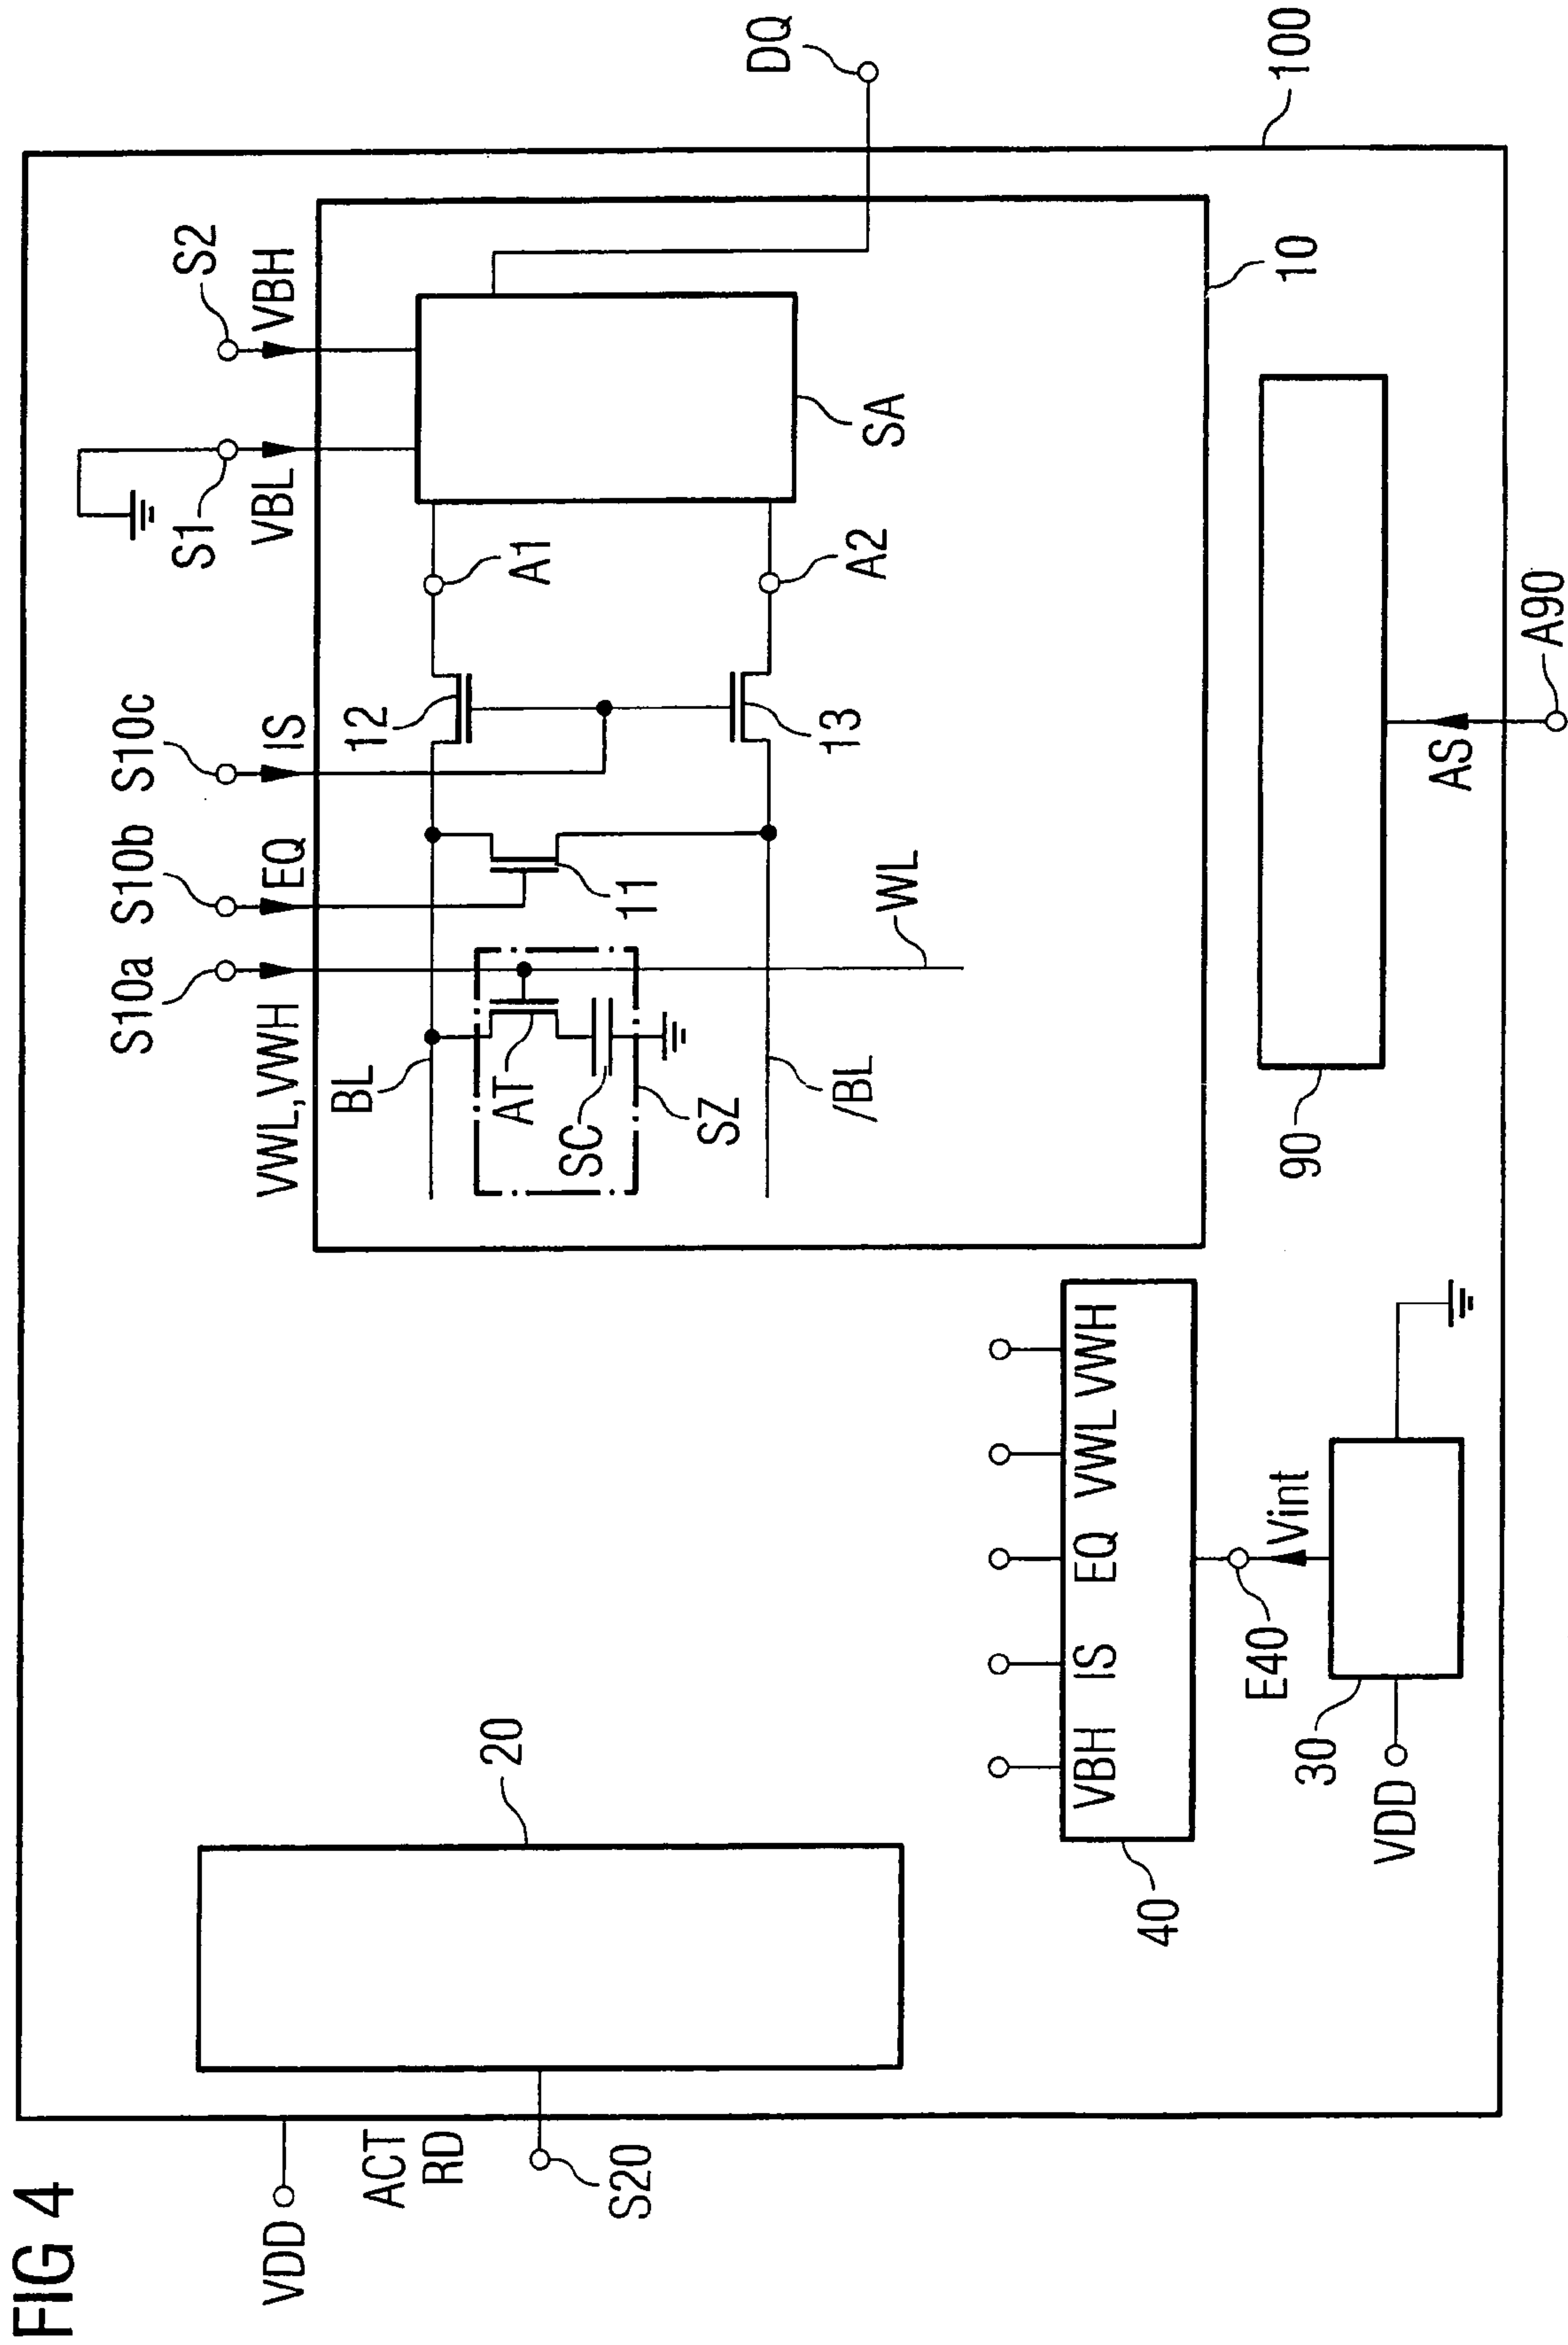 FIG 4
VDD
ACT
RD
S20
20
VWL,VWH
S10a
S10b
EQ
S10c
IS
S1
VBL
S2
VBH
BL
AT
SC
SZ
/BL
WL
11
12
13
A1
A2
SA
DQ
10
100
40
VBH
IS
EQ
VWL
VWH
E40
Vint
30
VDD
90
AS
A90